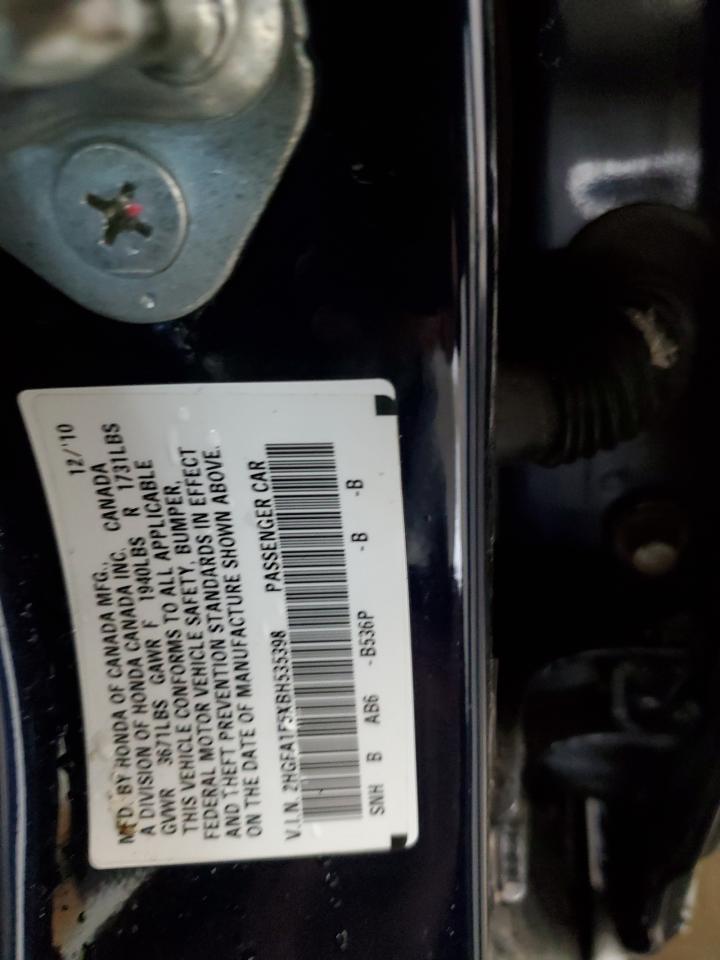 MFD. BY HONDA OF CANADA MFG., 12/'10
A DIVISION OF HONDA CANADA INC. CANADA
GVWR 3671LBS GAWR F 1940LBS R 1731LBS
THIS VEHICLE CONFORMS TO ALL APPLICABLE
FEDERAL MOTOR VEHICLE SAFETY, BUMPER,
AND THEFT PREVENTION STANDARDS IN EFFECT
ON THE DATE OF MANUFACTURE SHOWN ABOVE.
V.I.N. 2HGFA1F5XBH535398 PASSENGER CAR
SNH B AB6 -B536P -B -B